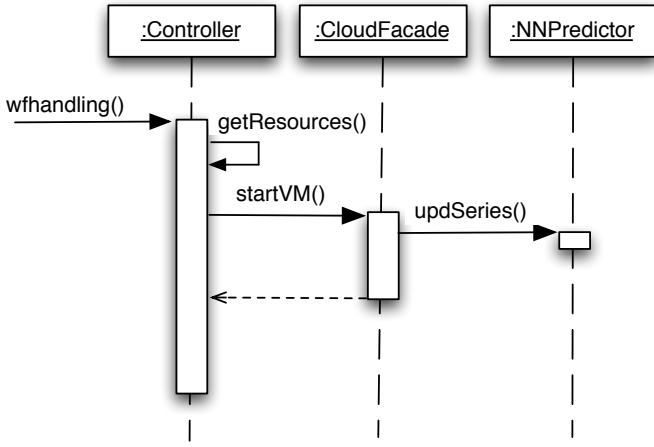 :Controller
:CloudFacade
:NNPredictor
wfhandling()
getResources()
startVM()
updSeries()